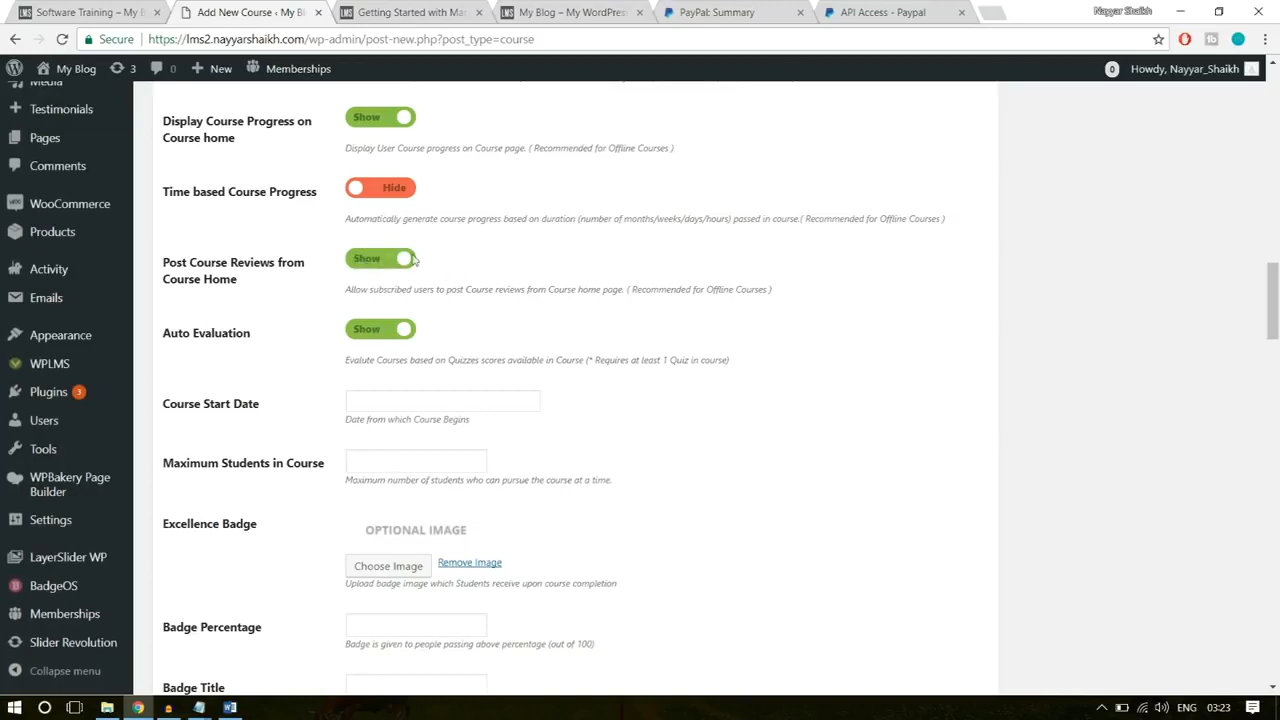 Software Training – My B
Add New Course ‹ My Bl
Getting Started with Mas
My Blog – My WordPress
PayPal: Summary
API Access - Paypal
Nayyar Shaikh
Secure
https://lms2.nayyarshaikh.com/wp-admin/post-new.php?post_type=course
My Blog
3
0
New
Memberships
0
Howdy, Nayyar_Shaikh
Media
Testimonials
Pages
Comments
WooCommerce
Products
Activity
Emails
Appearance
WPLMS
Plugins 3
Users
Tools
WPBakery Page
Builder
Settings
LayerSlider WP
BadgeOS
Memberships
Slider Revolution
Collapse menu
Display Course Progress on
Course home
Show
Display User Course progress on Course page. ( Recommended for Offline Courses )
Time based Course Progress
Hide
Automatically generate course progress based on duration (number of months/weeks/days/hours) passed in course.( Recommended for Offline Courses )
Post Course Reviews from
Course Home
Show
Allow subscribed users to post Course reviews from Course home page. ( Recommended for Offline Courses )
Auto Evaluation
Show
Evalute Courses based on Quizzes scores available in Course (* Requires at least 1 Quiz in course)
Course Start Date
Date from which Course Begins
Maximum Students in Course
Maximum number of students who can pursue the course at a time.
Excellence Badge
OPTIONAL IMAGE
Choose Image
Remove Image
Upload badge image which Students receive upon course completion
Badge Percentage
Badge is given to people passing above percentage (out of 100)
Badge Title
ENG
03:23